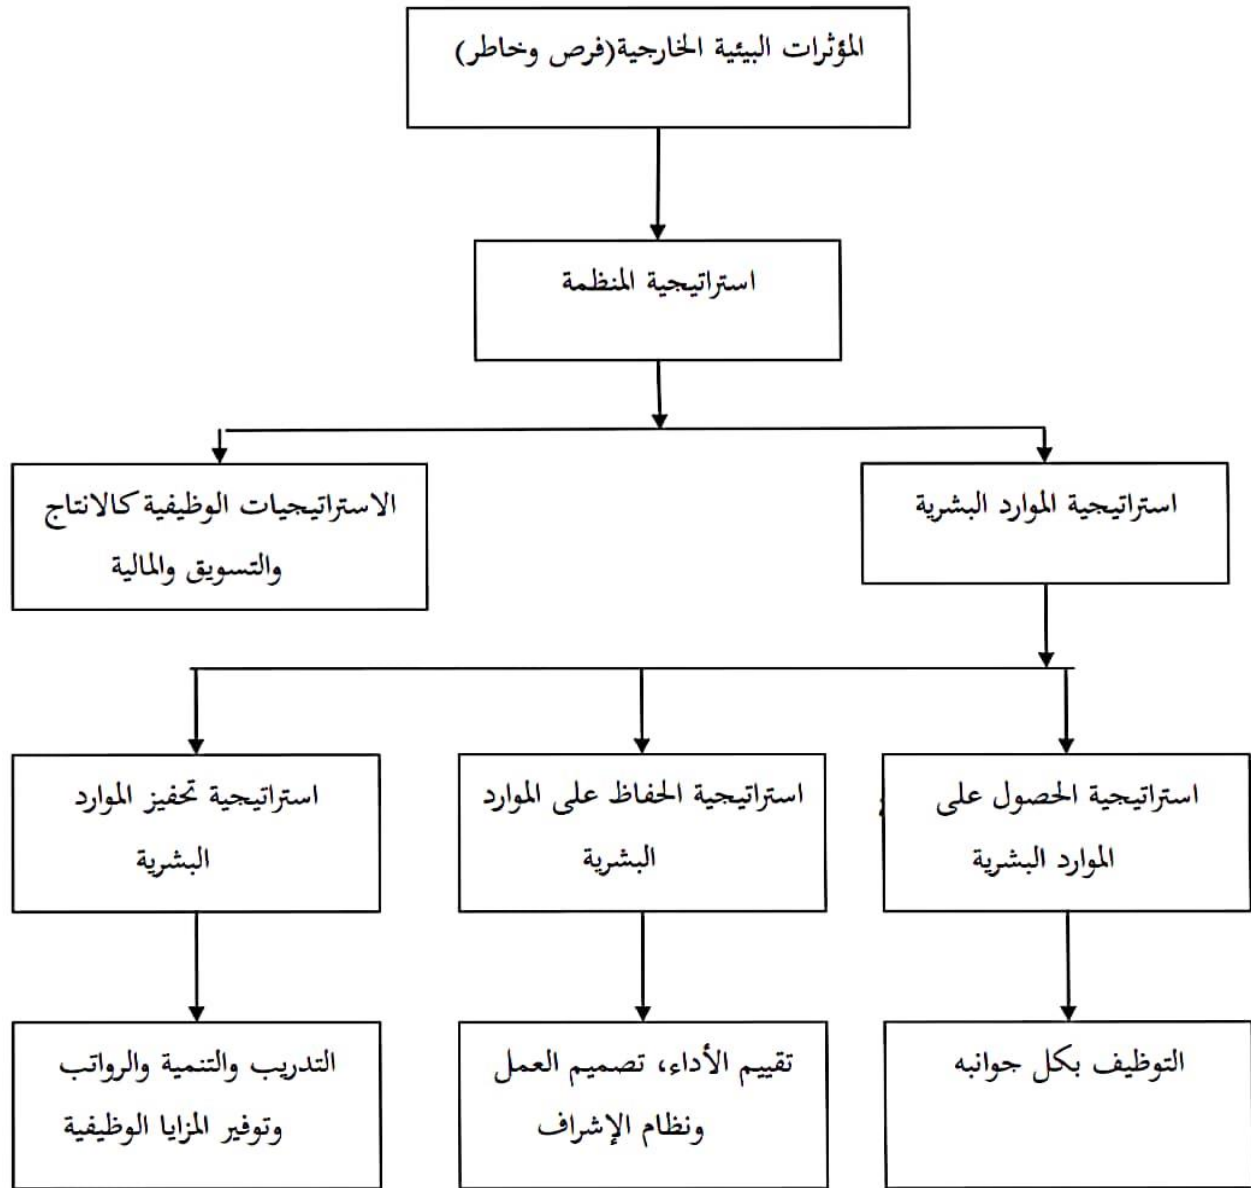 المؤثرات البيئية الخارجية(فرص وخاطر)
استراتيجية المنظمة
استراتيجية الموارد البشرية
الاستراتيجيات الوظيفية كالانتاج
والتسويق والمالية
استراتيجية الحصول على
الموارد البشرية
استراتيجية الحفاظ على الموارد
البشرية
استراتيجية تحفيز الموارد
البشرية
التوظيف بكل جوانبه
تقييم الأداء، تصميم العمل
ونظام الإشراف
التدريب والتنمية والرواتب
وتوفير المزايا الوظيفية